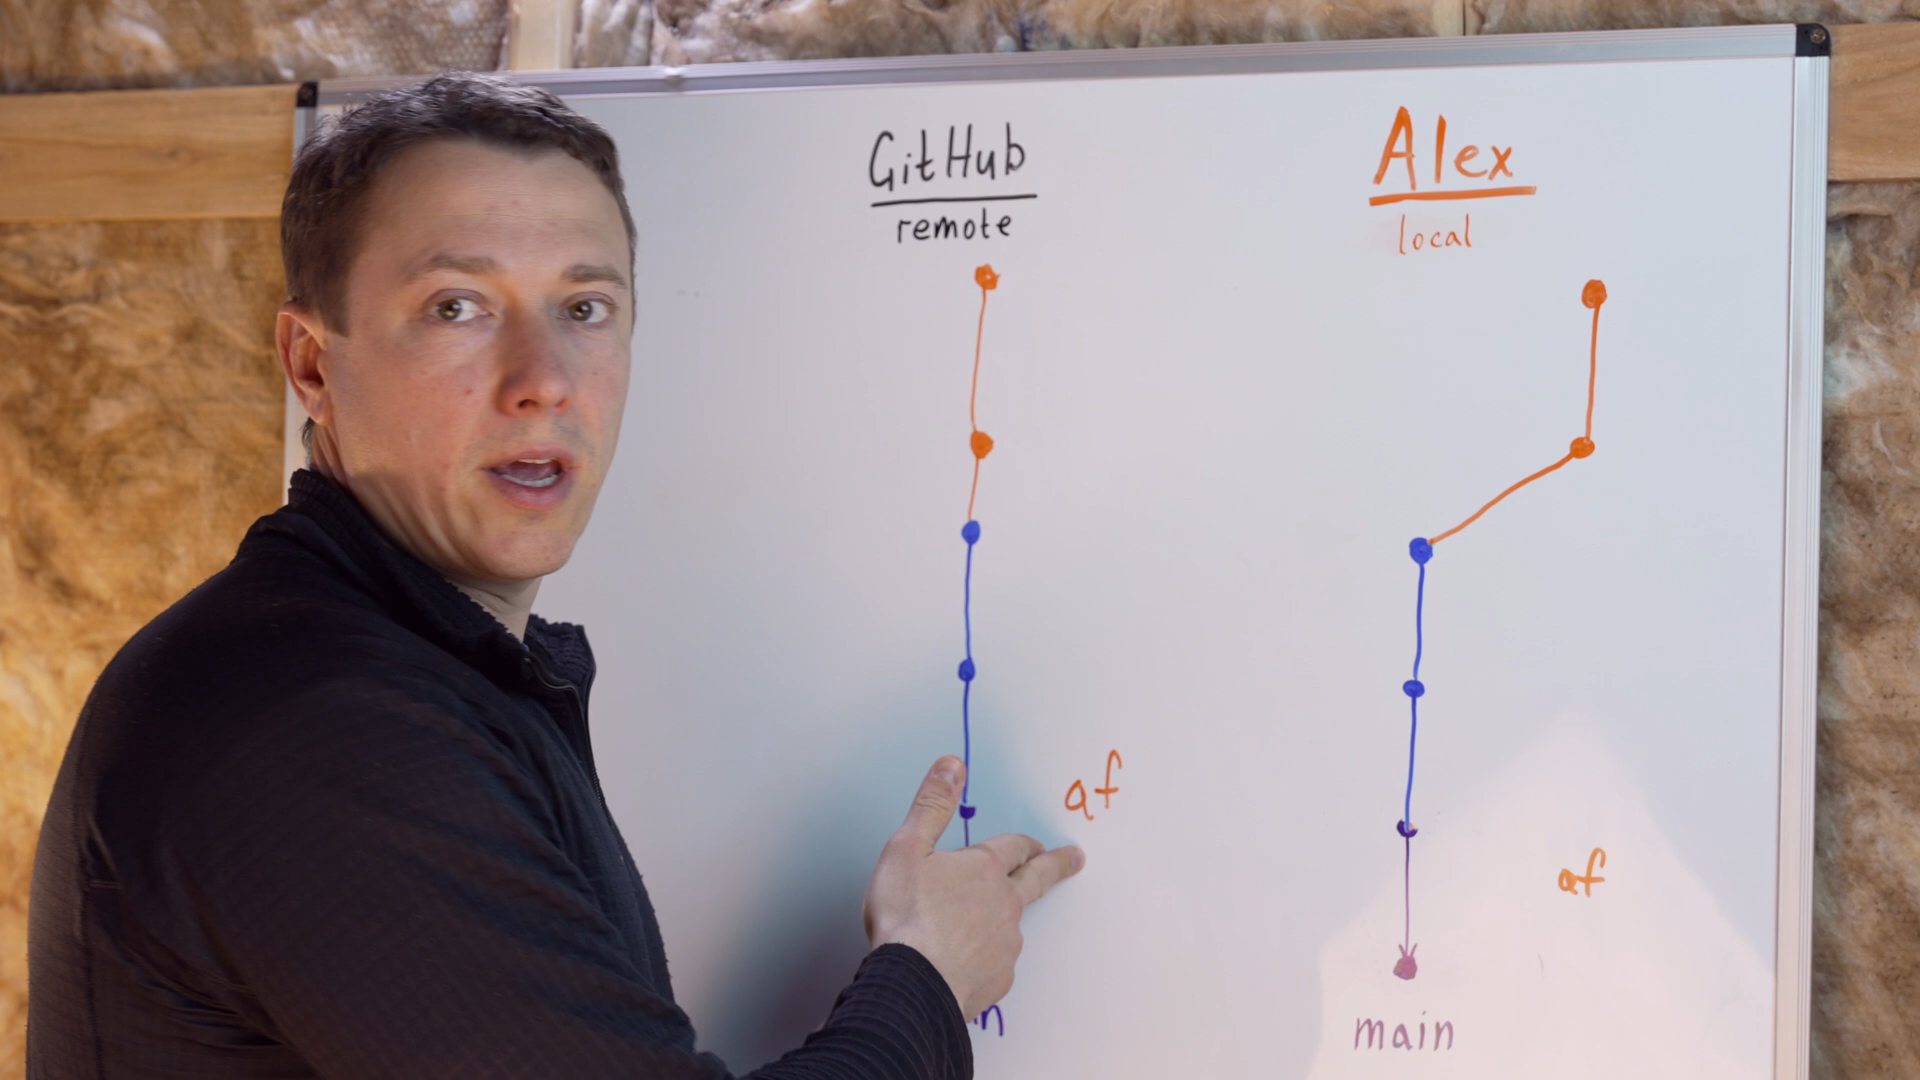 GitHub
remote
Alex
local
af
af
main